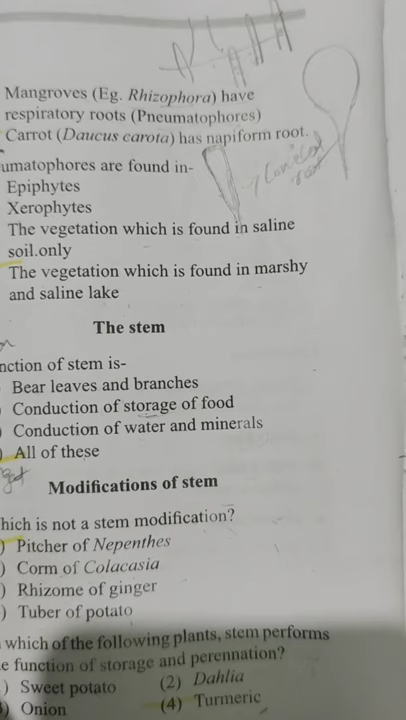 Mangroves (Eg. Rhizophora) have
respiratory roots (Pneumatophores)
Carrot (Daucus carota) has napiform root.
umatophores are found in-
Epiphytes
Xerophytes
The vegetation which is found in saline
soil.only
The vegetation which is found in marshy
and saline lake
The stem
nction of stem is-
Bear leaves and branches
Conduction of storage of food
) Conduction of water and minerals
) All of these
Modifications of stem
hich is not a stem modification?
) Pitcher of Nepenthes
) Corm of Colacasia
) Rhizome of ginger
) Tuber of potato
which of the following plants, stem performs
e function of storage and perennation?
) Sweet potato (2) Dahlia
) Onion (4) Turmeric